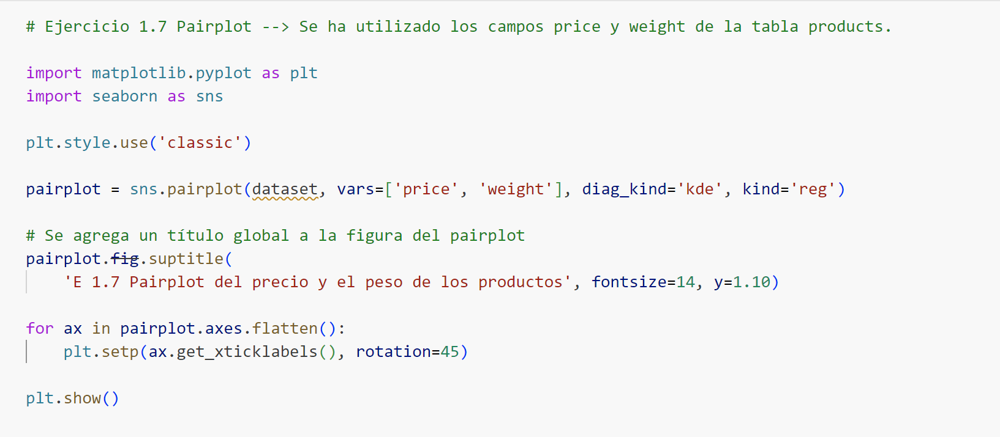 # Ejercicio 1.7 Pairplot --> Se ha utilizado los campos price y weight de la tabla products.
import matplotlib.pyplot as plt
import seaborn as sns
plt.style.use('classic')
pairplot = sns.pairplot(dataset, vars=['price', 'weight'], diag_kind='kde', kind='reg')
# Se agrega un título global a la figura del pairplot
pairplot.fig.suptitle(
    'E 1.7 Pairplot del precio y el peso de los productos', fontsize=14, y=1.10)
for ax in pairplot.axes.flatten():
    plt.setp(ax.get_xticklabels(), rotation=45)
plt.show()